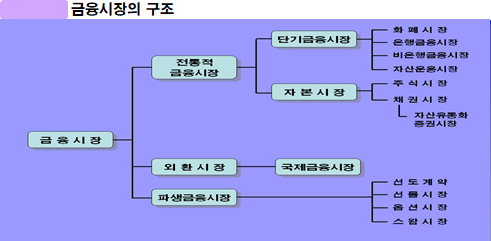 금융시장의 구조
금 융 시 장
전통적
금융시장
단기금융시장
화 폐 시 장
은행금융시장
비은행금융시장
자산운용시장
자 본 시 장
주 식 시 장
채 권 시 장
자산유통화
증권시장
외 환 시 장
국제금융시장
파생금융시장
선 도 계 약
선 물 시 장
옵 션 시 장
스 왑 시 장